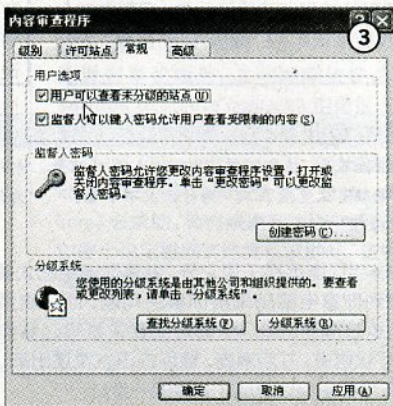 内容审查程序
③
级别 许可站点 常规 高级
用户选项
用户可以查看未分级的站点(U)
监督人可以键入密码允许用户查看受限制的内容(S)
监督人密码
监督人密码允许您更改内容审查程序设置，打开或
关闭内容审查程序。单击“更改密码”可以更改监
督人密码。
创建密码(C)...
分级系统
您使用的分级系统是由其他公司和组织提供的。要查看
或更改列表，请单击“分级系统”。
查找分级系统(F) 分级系统(R)...
确定 取消 应用(A)